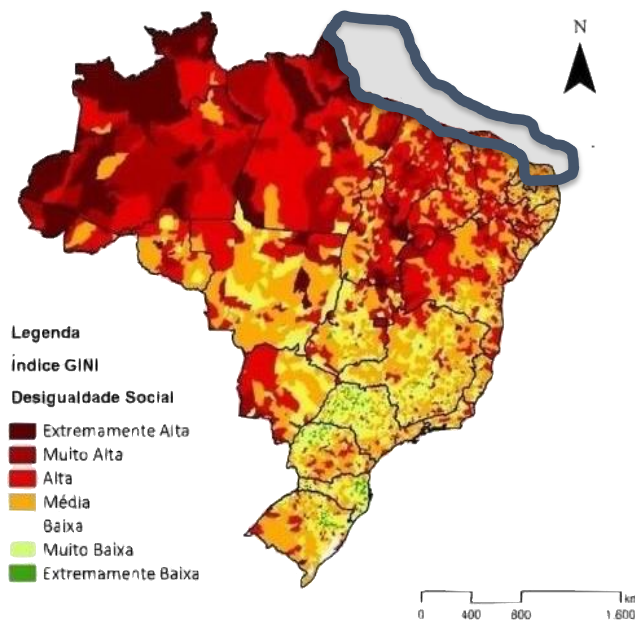 N
Legenda
Índice GINI
Desigualdade Social
Extremamente Alta
Muito Alta
Alta
Média
Baixa
Muito Baixa
Extremamente Baixa
km
0 400 800 1.600